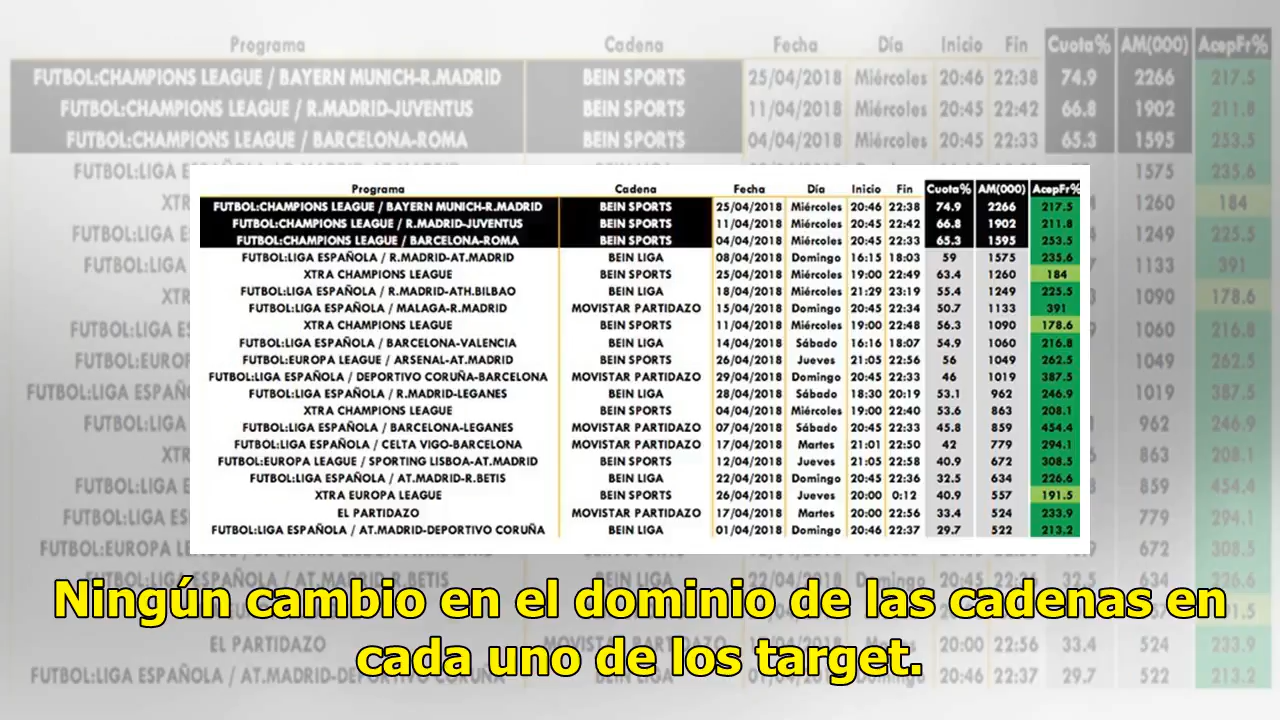 Programa Cadena Fecha Día Inicio Fin Cuota% AM(000) AcepFr%
FUTBOL:CHAMPIONS LEAGUE / BAYERN MUNICH-R.MADRID BEIN SPORTS 25/04/2018 Miércoles 20:46 22:38 74.9 2266 217.5
FUTBOL:CHAMPIONS LEAGUE / R.MADRID-JUVENTUS BEIN SPORTS 11/04/2018 Miércoles 20:45 22:42 66.8 1902 211.8
FUTBOL:CHAMPIONS LEAGUE / BARCELONA-ROMA BEIN SPORTS 04/04/2018 Miércoles 20:45 22:33 65.3 1595 253.5
FUTBOL:LIGA ESPAÑOLA / R.MADRID-AT.MADRID BEIN LIGA 08/04/2018 Domingo 16:15 18:03 59 1575 235.6
XTRA CHAMPIONS LEAGUE BEIN SPORTS 25/04/2018 Miércoles 19:00 22:49 63.4 1260 184
FUTBOL:LIGA ESPAÑOLA / R.MADRID-ATH.BILBAO BEIN LIGA 18/04/2018 Miércoles 21:29 23:19 55.4 1249 225.5
FUTBOL:LIGA ESPAÑOLA / MALAGA-R.MADRID MOVISTAR PARTIDAZO 15/04/2018 Domingo 20:45 22:34 50.7 1133 391
XTRA CHAMPIONS LEAGUE BEIN SPORTS 11/04/2018 Miércoles 19:00 22:48 56.3 1090 178.6
FUTBOL:LIGA ESPAÑOLA / BARCELONA-VALENCIA BEIN LIGA 14/04/2018 Sábado 16:16 18:07 54.9 1060 216.8
FUTBOL:EUROPA LEAGUE / ARSENAL-AT.MADRID BEIN SPORTS 26/04/2018 Jueves 21:05 22:56 56 1049 262.5
FUTBOL:LIGA ESPAÑOLA / DEPORTIVO CORUÑA-BARCELONA MOVISTAR PARTIDAZO 29/04/2018 Domingo 20:45 22:33 46 1019 387.5
FUTBOL:LIGA ESPAÑOLA / R.MADRID-LEGANES BEIN LIGA 28/04/2018 Sábado 18:30 20:19 53.1 962 246.9
XTRA CHAMPIONS LEAGUE BEIN SPORTS 04/04/2018 Miércoles 19:00 22:40 53.6 863 208.1
FUTBOL:LIGA ESPAÑOLA / BARCELONA-LEGANES MOVISTAR PARTIDAZO 07/04/2018 Sábado 20:45 22:33 45.8 859 454.4
FUTBOL:LIGA ESPAÑOLA / CELTA VIGO-BARCELONA MOVISTAR PARTIDAZO 17/04/2018 Martes 21:01 22:50 42 779 294.1
FUTBOL:EUROPA LEAGUE / SPORTING LISBOA-AT.MADRID BEIN SPORTS 12/04/2018 Jueves 21:05 22:58 40.9 672 308.5
FUTBOL:LIGA ESPAÑOLA / AT.MADRID-R.BETIS BEIN LIGA 22/04/2018 Domingo 20:45 22:36 32.5 634 226.6
XTRA EUROPA LEAGUE BEIN SPORTS 26/04/2018 Jueves 20:00 0:12 40.9 557 191.5
EL PARTIDAZO MOVISTAR PARTIDAZO 17/04/2018 Martes 20:00 22:56 33.4 524 233.9
FUTBOL:LIGA ESPAÑOLA / AT.MADRID-DEPORTIVO CORUÑA BEIN LIGA 01/04/2018 Domingo 20:46 22:37 29.7 522 213.2
Ningún cambio en el dominio de las cadenas en
cada uno de los target.